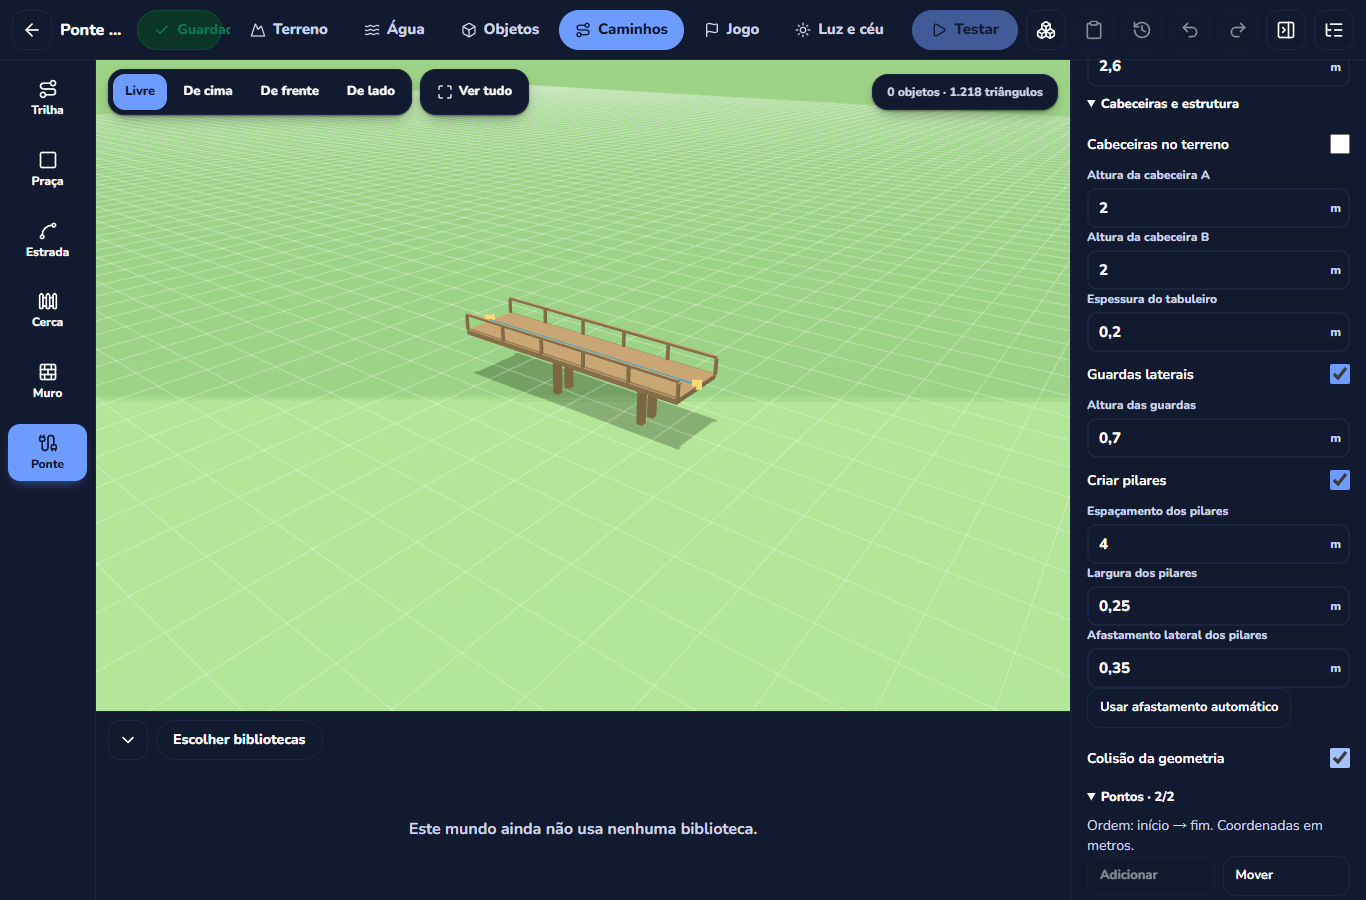 Ponte ...
Guardac
Terreno
Água
Objetos
Caminhos
Jogo
Luz e céu
Testar
Trilha
Praça
Estrada
Cerca
Muro
Ponte
Livre
De cima
De frente
De lado
Ver tudo
0 objetos · 1.218 triângulos
Escolher bibliotecas
Este mundo ainda não usa nenhuma biblioteca.
2,6 m
Cabeceiras e estrutura
Cabeceiras no terreno
Altura da cabeceira A
2 m
Altura da cabeceira B
2 m
Espessura do tabuleiro
0,2 m
Guardas laterais
Altura das guardas
0,7 m
Criar pilares
Espaçamento dos pilares
4 m
Largura dos pilares
0,25 m
Afastamento lateral dos pilares
0,35 m
Usar afastamento automático
Colisão da geometria
Pontos · 2/2
Ordem: início → fim. Coordenadas em
metros.
Adicionar
Mover